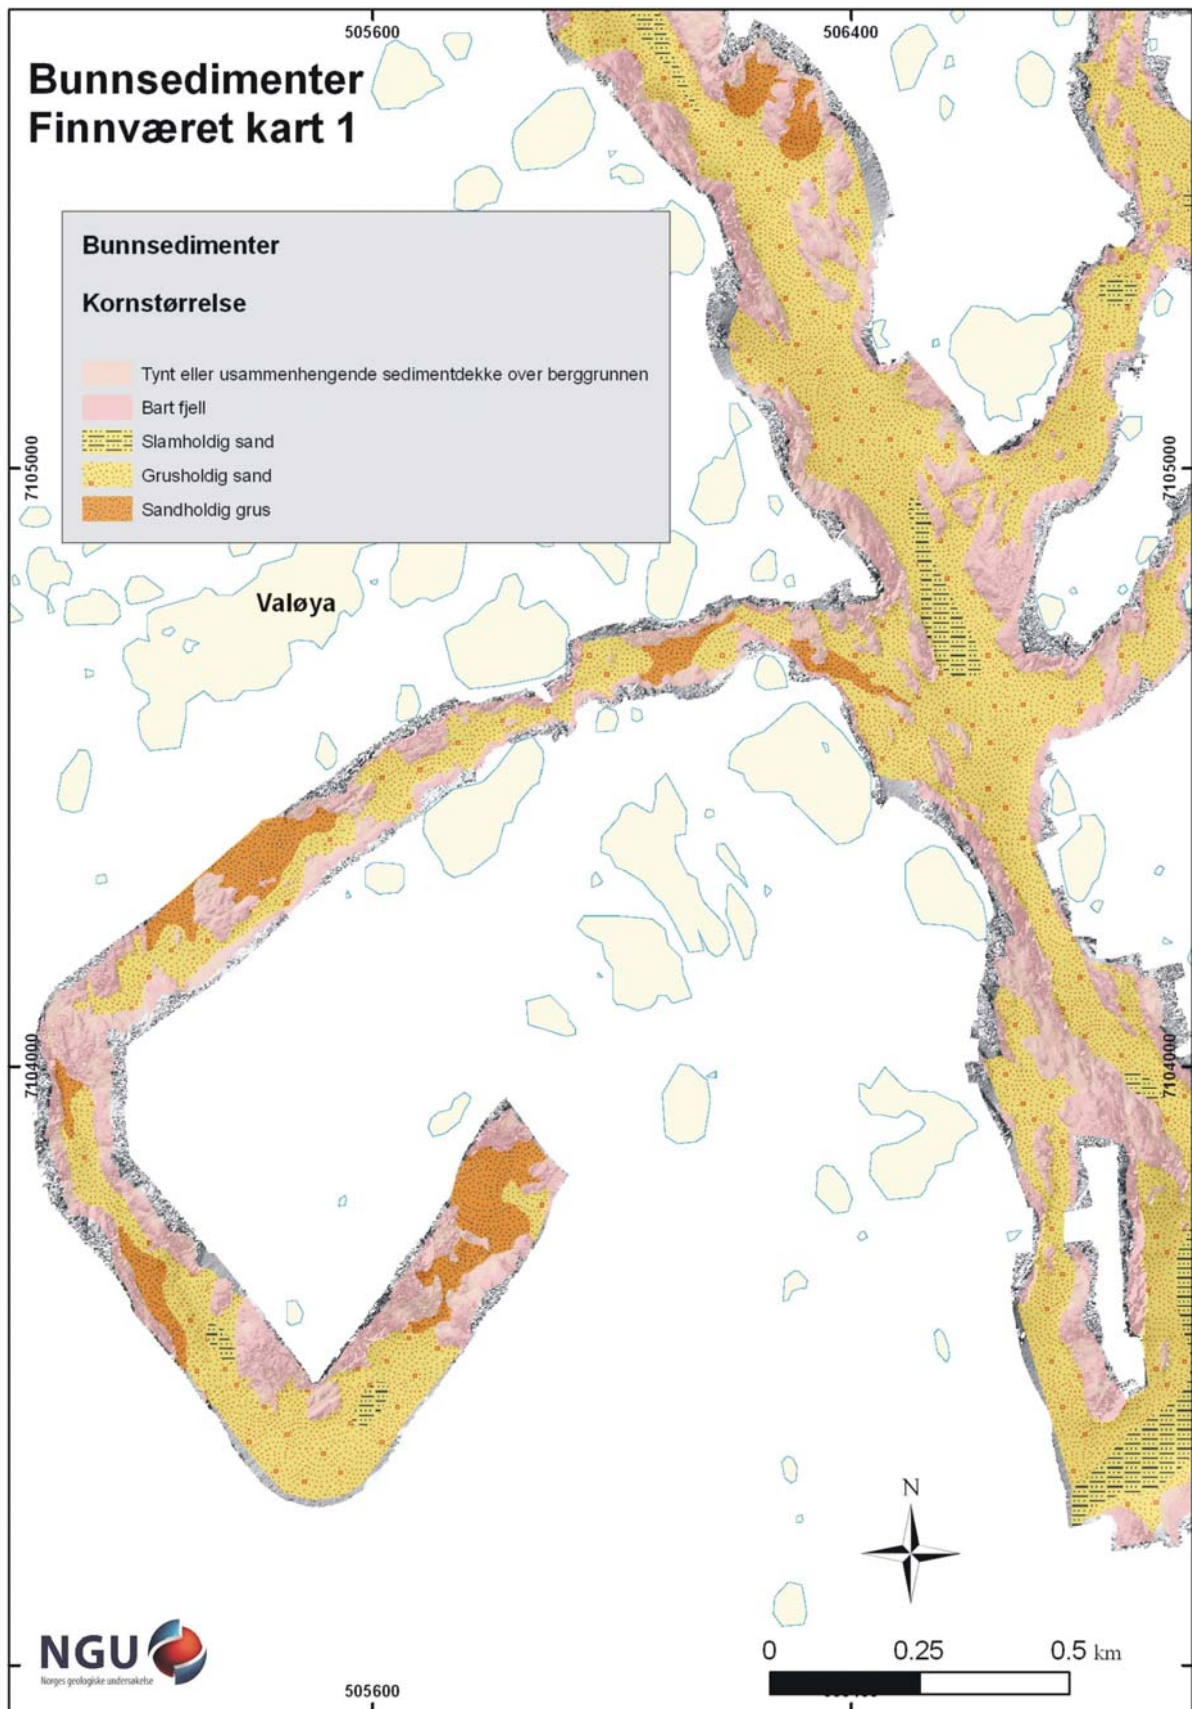 505600
506400
Bunnsedimenter
Finnværet kart 1
Bunnsedimenter
Kornstørrelse
Tynt eller usammenhengende sedimentdekke over berggrunnen
Bart fjell
Slamholdig sand
Grusholdig sand
Sandholdig grus
7105000
7105000
Valøya
7104000
7104000
N
NGU
Norges geologiske undersøkelse
0
0.25
0.5 km
505600